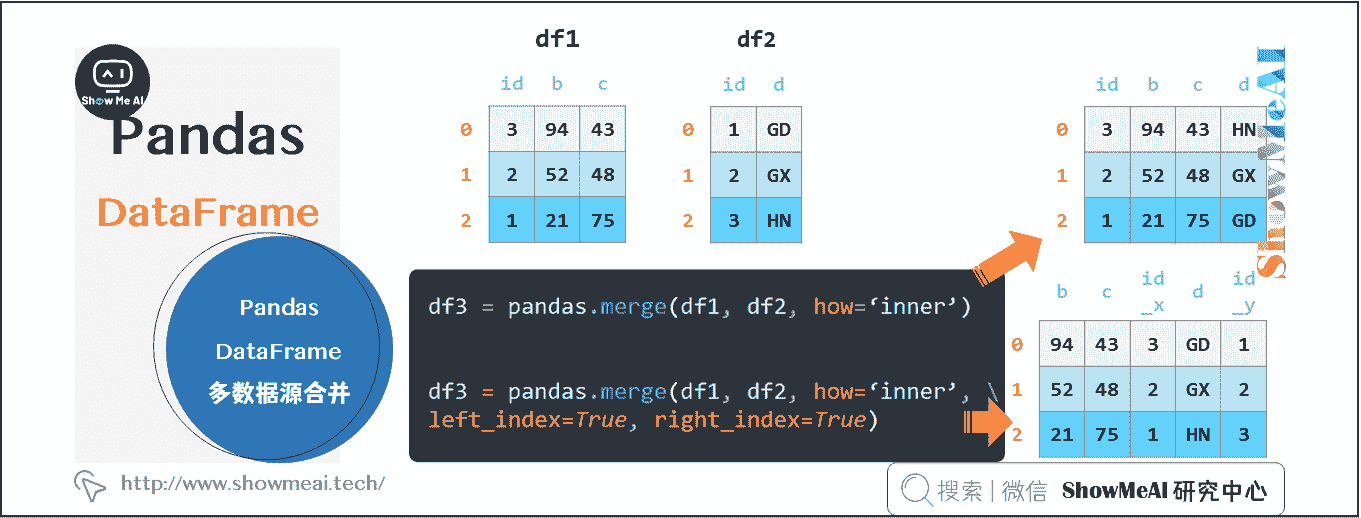 Show Me AI
Pandas
DataFrame
Pandas
DataFrame
多数据源合并
http://www.showmeai.tech/
df1
id b c
0 3 94 43
1 2 52 48
2 1 21 75
df2
id d
0 1 GD
1 2 GX
2 3 HN
df3 = pandas.merge(df1, df2, how=‘inner’)
df3 = pandas.merge(df1, df2, how=‘inner’, \
left_index=True, right_index=True)
id b c d
0 3 94 43 HN
1 2 52 48 GX
2 1 21 75 GD
b c id_x d id_y
0 94 43 3 GD 1
1 52 48 2 GX 2
2 21 75 1 HN 3
ShowMeAI
搜索 | 微信 ShowMeAI 研究中心